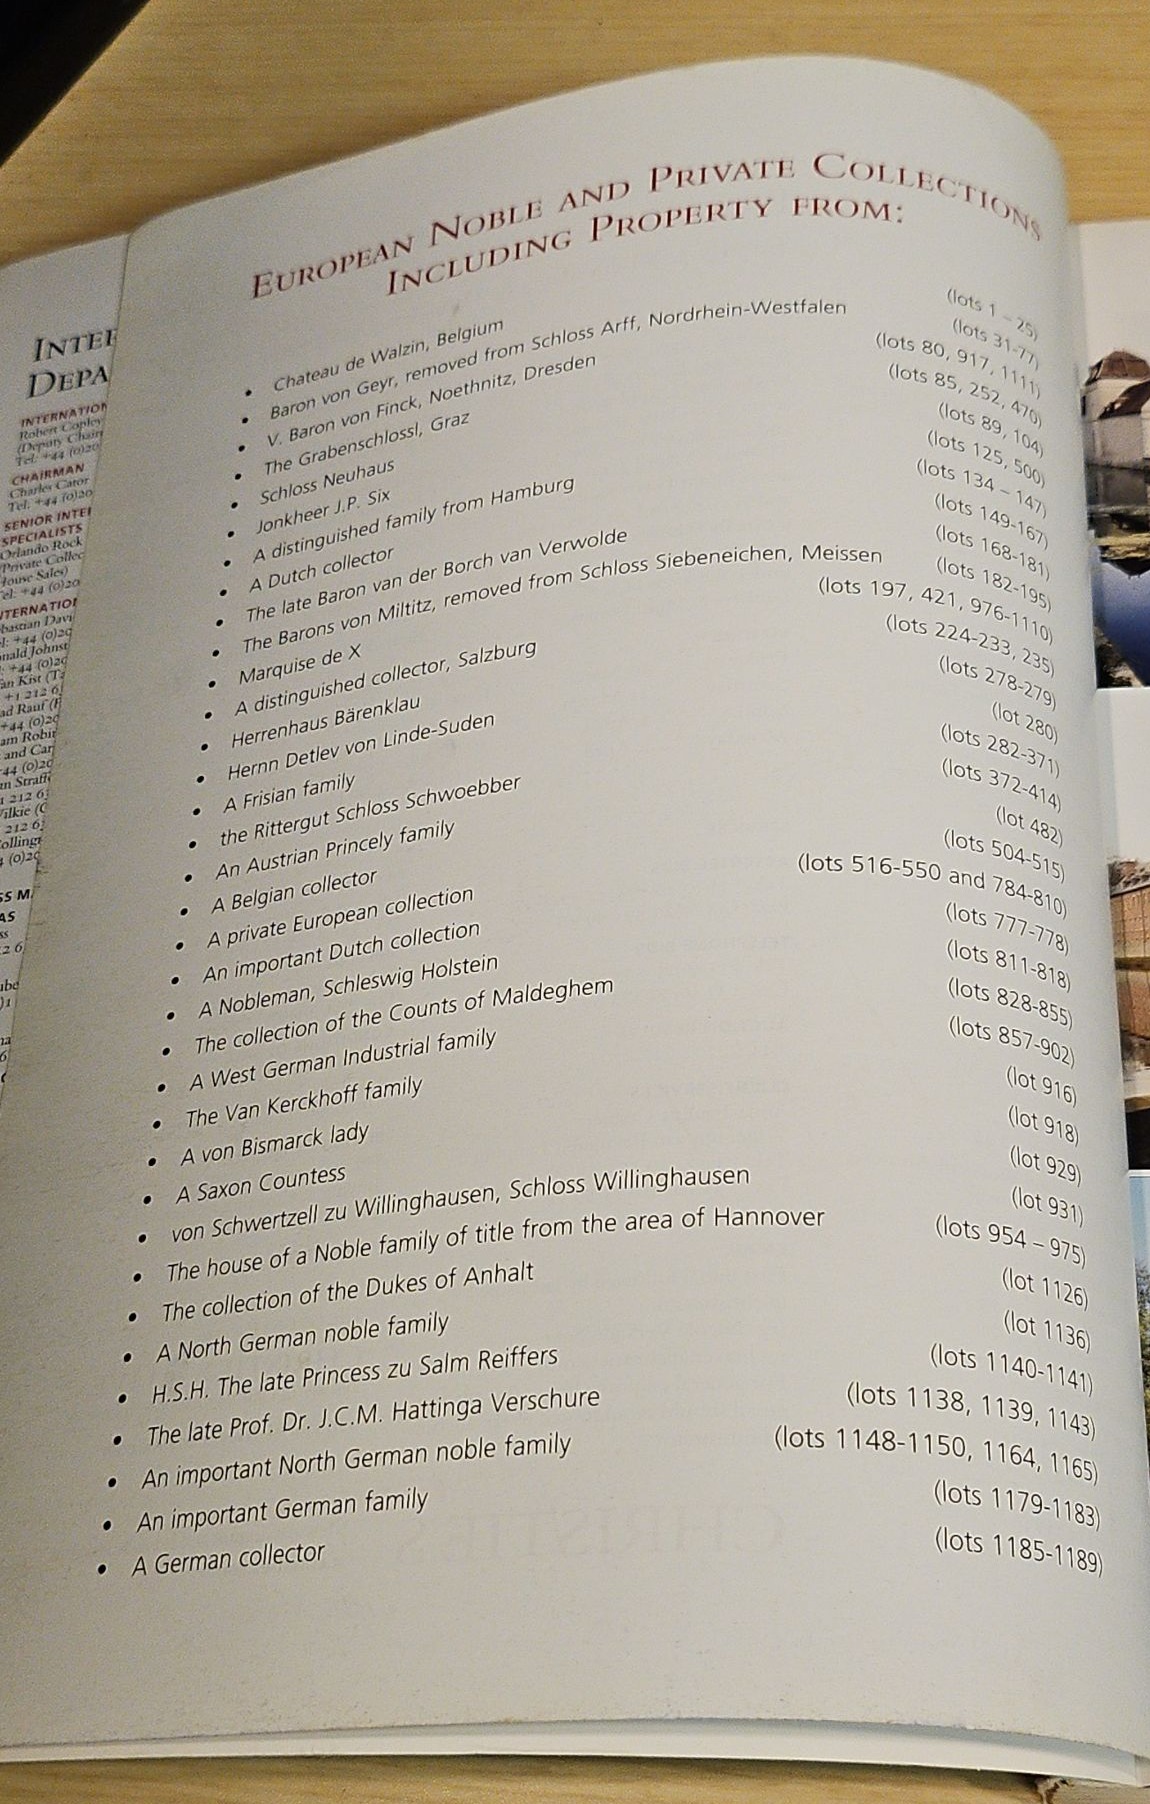 EUROPEAN NOBLE AND PRIVATE COLLECTIONS
INCLUDING PROPERTY FROM:
• Chateau de Walzin, Belgium (lots 1 – 25)
• Baron von Geyr, removed from Schloss Arff, Nordrhein-Westfalen (lots 31-77)
• V. Baron von Finck, Noethnitz, Dresden (lots 80, 917, 1111)
• The Grabenschlossl, Graz (lots 85, 252, 470)
• Schloss Neuhaus (lots 89, 104)
• Jonkheer J.P. Six (lots 125, 500)
• A distinguished family from Hamburg (lots 134 – 147)
• A Dutch collector (lots 149-167)
• The late Baron van der Borch van Verwolde (lots 168-181)
• The Barons von Miltitz, removed from Schloss Siebeneichen, Meissen (lots 182-195)
• Marquise de X (lots 197, 421, 976-1110)
• A distinguished collector, Salzburg (lots 224-233, 235)
• Herrenhaus Bärenklau (lots 278-279)
• Hernn Detlev von Linde-Suden (lot 280)
• A Frisian family (lots 282-371)
• the Rittergut Schloss Schwoebber (lots 372-414)
• An Austrian Princely family (lot 482)
• A Belgian collector (lots 504-515)
• A private European collection (lots 516-550 and 784-810)
• An important Dutch collection (lots 777-778)
• A Nobleman, Schleswig Holstein (lots 811-818)
• The collection of the Counts of Maldeghem (lots 828-855)
• A West German Industrial family (lots 857-902)
• The Van Kerckhoff family (lot 916)
• A von Bismarck lady (lot 918)
• A Saxon Countess (lot 929)
• von Schwertzell zu Willinghausen, Schloss Willinghausen (lot 931)
• The house of a Noble family of title from the area of Hannover (lots 954 – 975)
• The collection of the Dukes of Anhalt (lot 1126)
• A North German noble family (lot 1136)
• H.S.H. The late Princess zu Salm Reiffers (lots 1140-1141)
• The late Prof. Dr. J.C.M. Hattinga Verschure (lots 1138, 1139, 1143)
• An important North German noble family (lots 1148-1150, 1164, 1165)
• An important German family (lots 1179-1183)
• A German collector (lots 1185-1189)